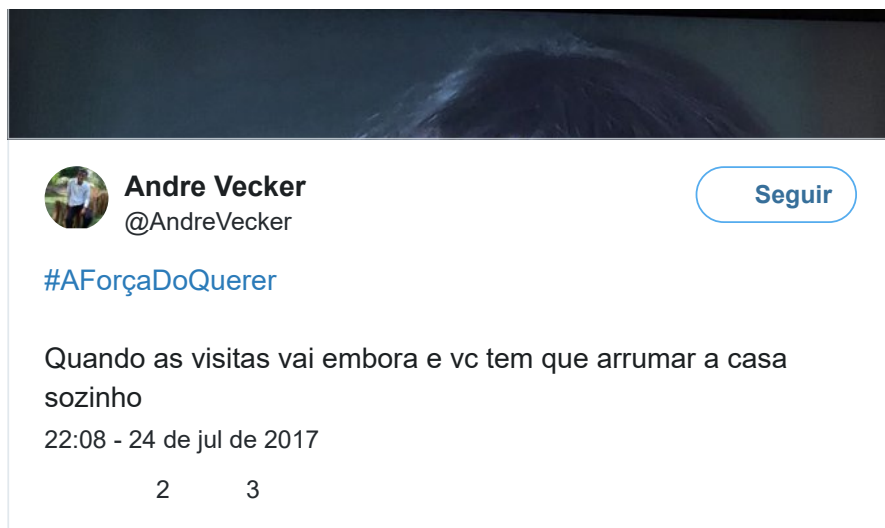 Andre Vecker
@AndreVecker
Seguir
#AForçaDoQuerer
Quando as visitas vai embora e vc tem que arrumar a casa
sozinho
22:08 - 24 de jul de 2017
2 3